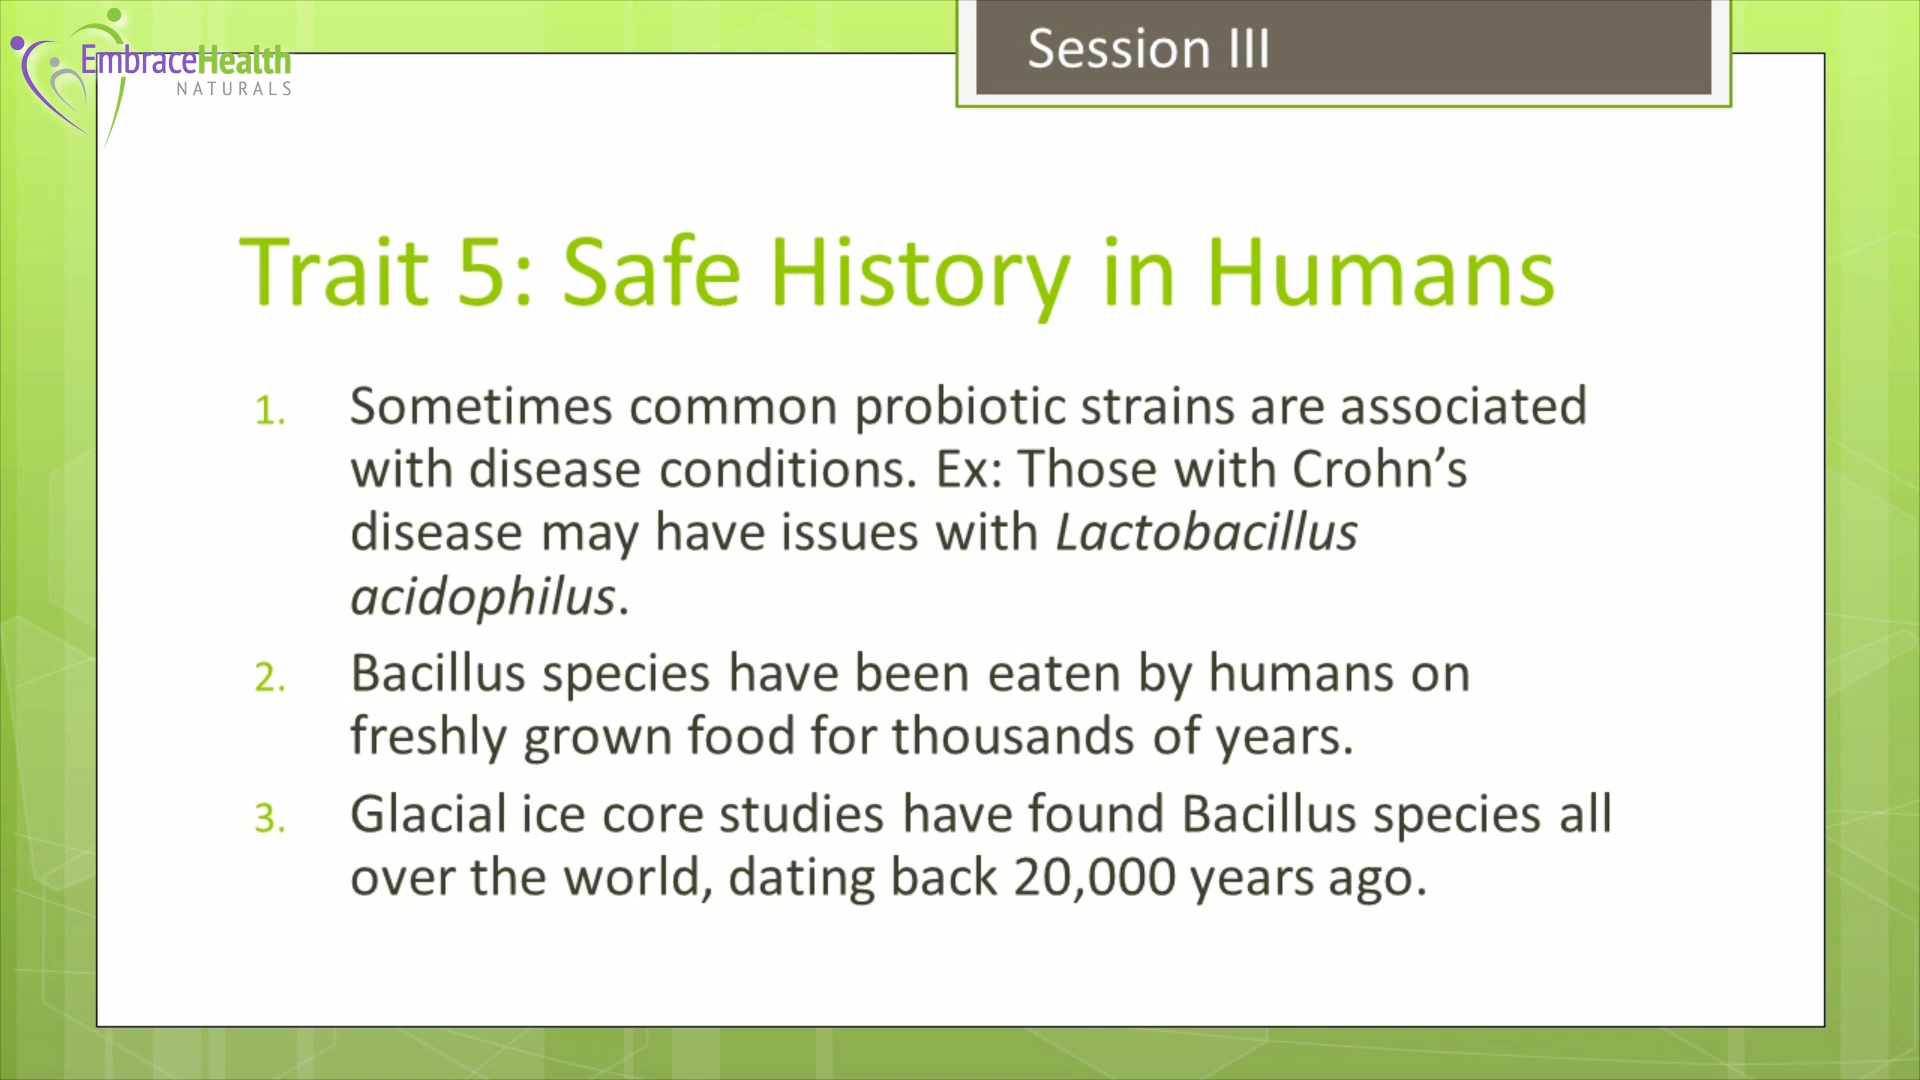 EmbraceHealth
NATURALS
Session III
Trait 5: Safe History in Humans
1. Sometimes common probiotic strains are associated
with disease conditions. Ex: Those with Crohn’s
disease may have issues with Lactobacillus
acidophilus.
2. Bacillus species have been eaten by humans on
freshly grown food for thousands of years.
3. Glacial ice core studies have found Bacillus species all
over the world, dating back 20,000 years ago.